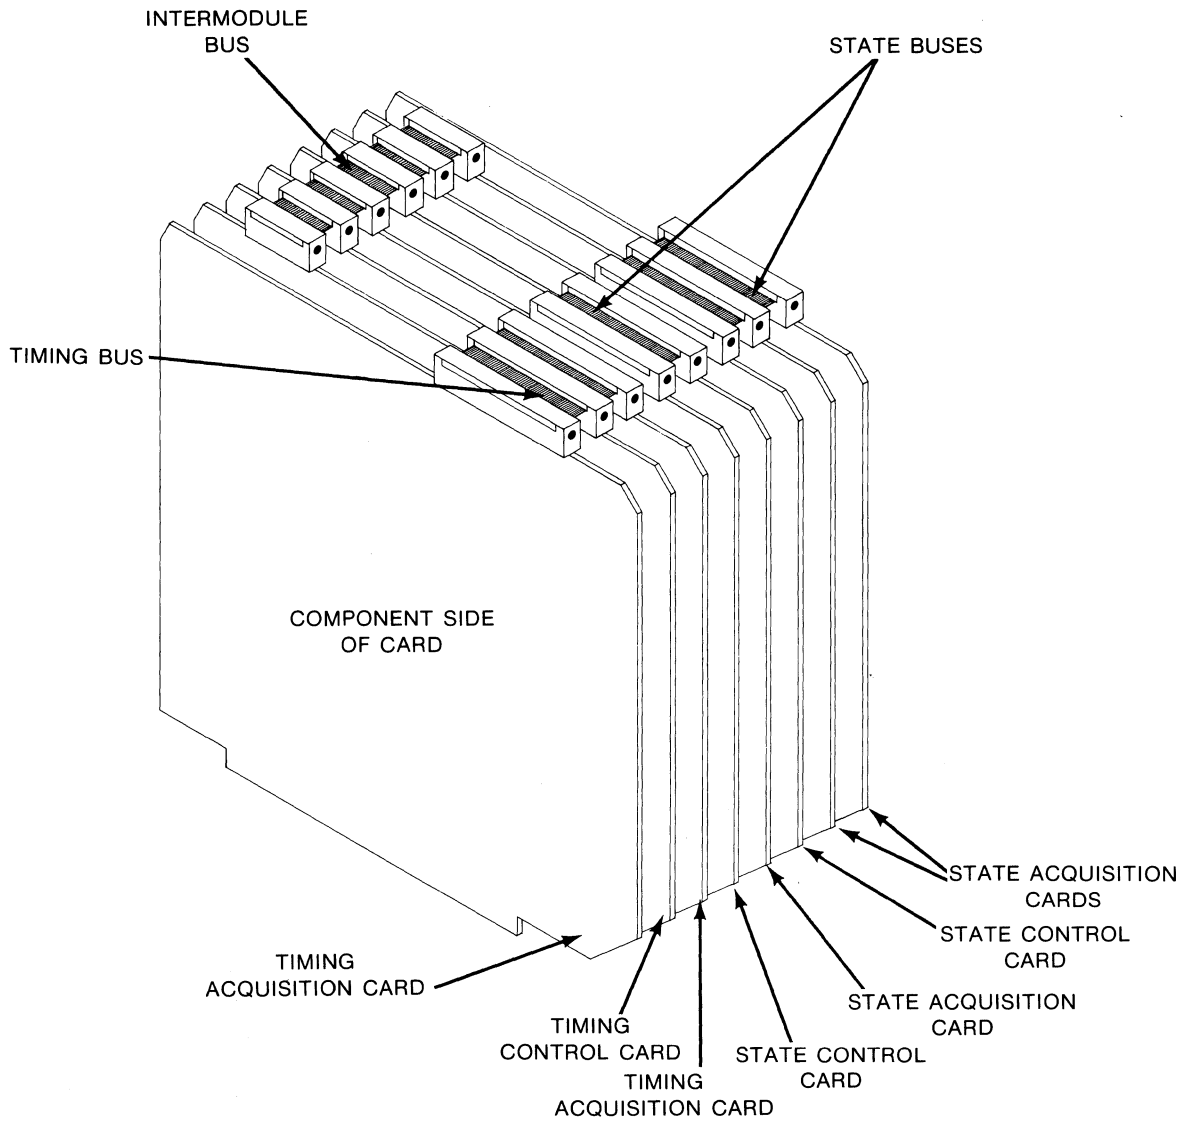 INTERMODULE
BUS
STATE BUSES
TIMING BUS
COMPONENT SIDE
OF CARD
STATE ACQUISITION
CARDS
STATE CONTROL
CARD
TIMING
ACQUISITION CARD
STATE ACQUISITION
CARD
TIMING
CONTROL CARD
STATE CONTROL
CARD
TIMING
ACQUISITION CARD